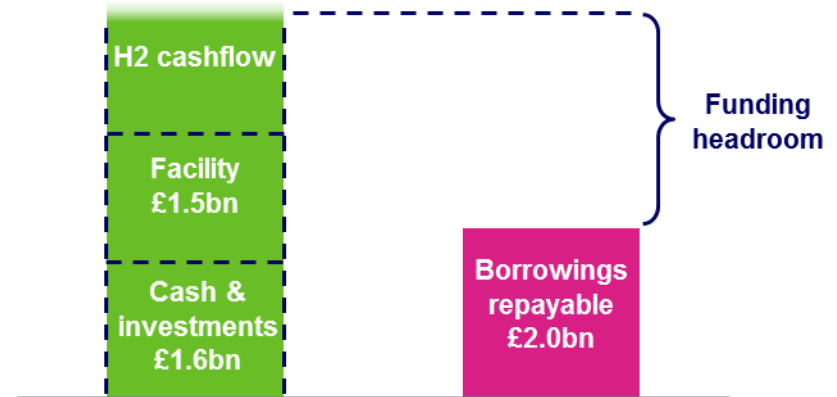 H2 cashflow
Facility
£1.5bn
Cash &
investments
£1.6bn
Borrowings
repayable
£2.0bn
Funding
headroom